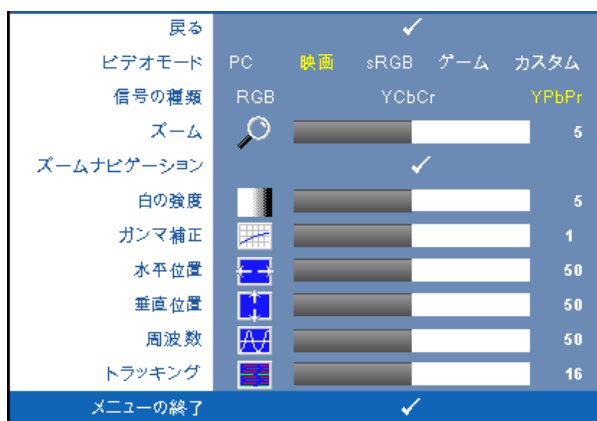 戻る
ビデオモード PC 映画 sRGB ゲーム カスタム
信号の種類 RGB YCbCr YPbPr
ズーム 5
ズームナビゲーション
白の強度 5
ガンマ補正 1
水平位置 50
垂直位置 50
周波数 50
トラッキング 16
メニューの終了